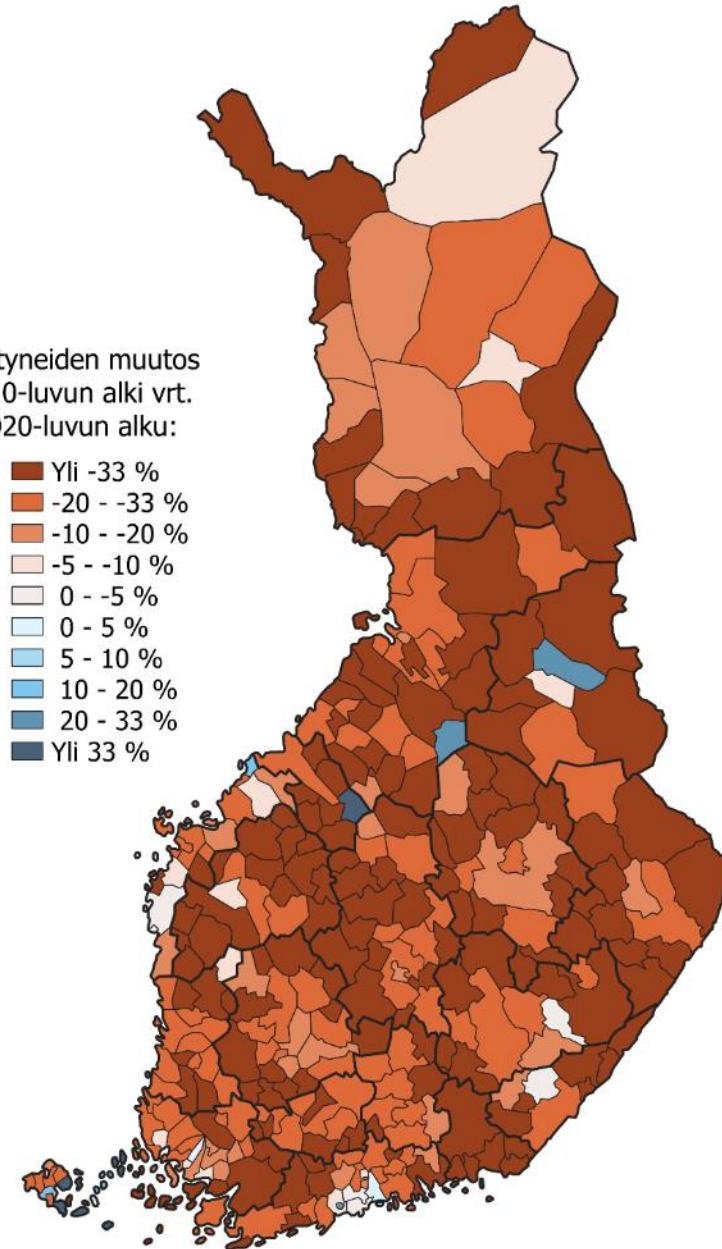 tyneiden muutos
0-luvun alki vrt.
020-luvun alku:
Yli -33 %
-20 - -33 %
-10 - -20 %
-5 - -10 %
0 - -5 %
0 - 5 %
5 - 10 %
10 - 20 %
20 - 33 %
Yli 33 %